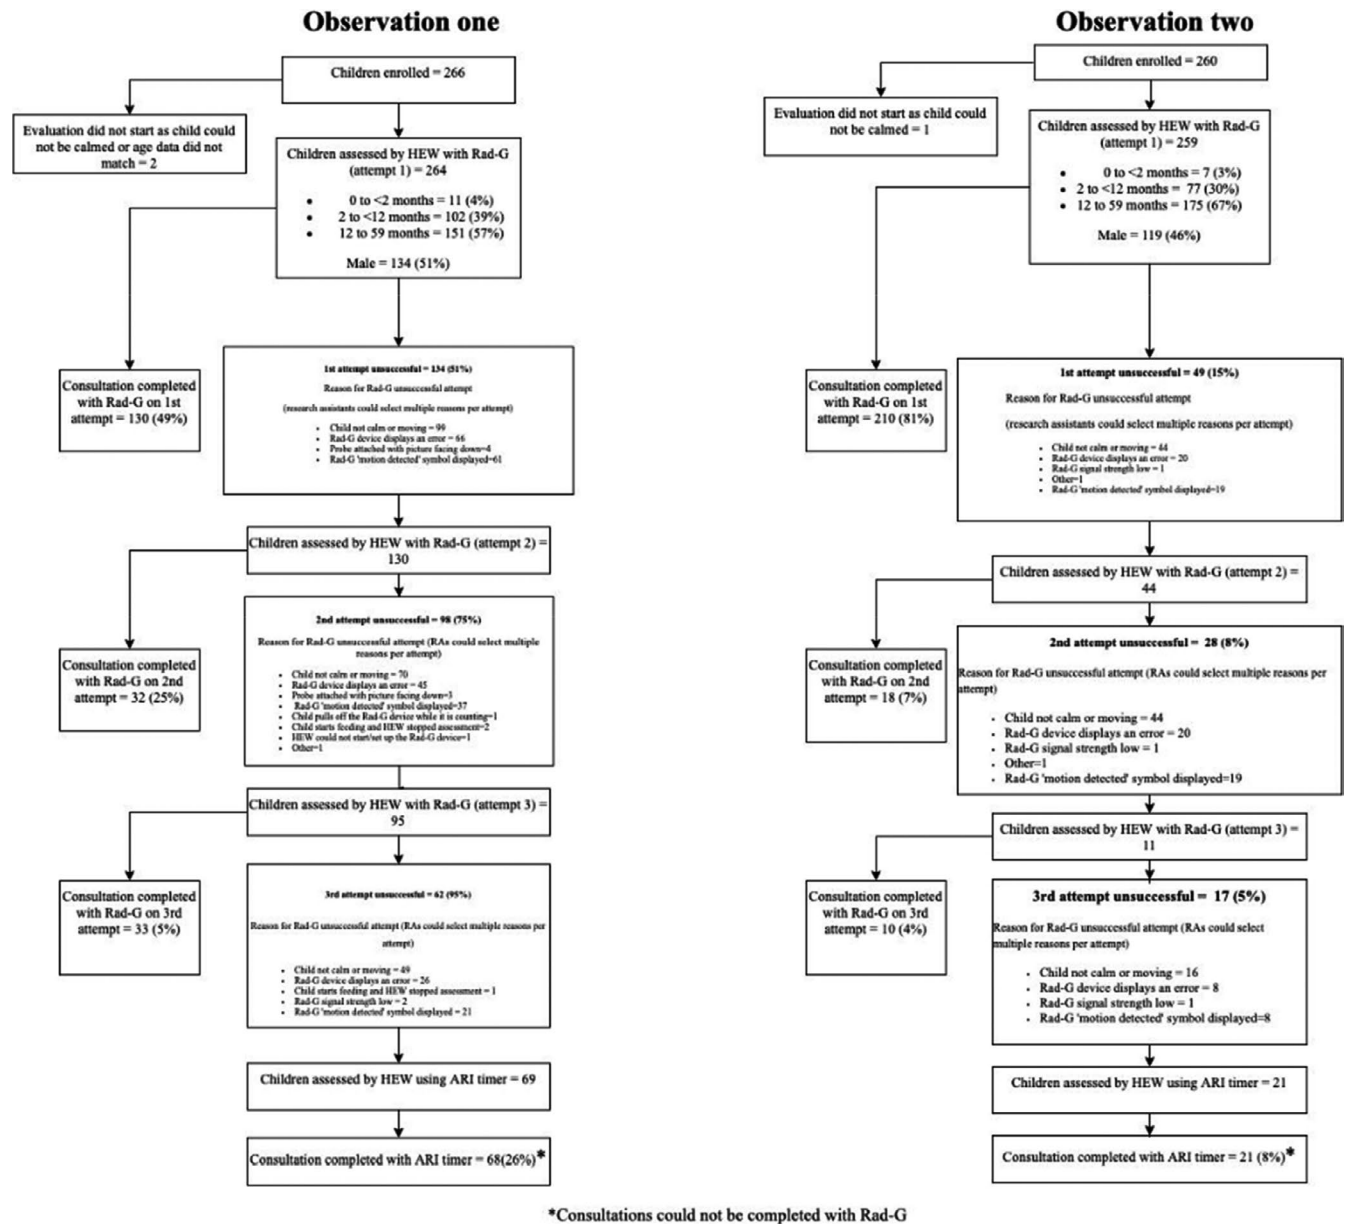 Observation one
Children enrolled = 266
Evaluation did not start as child could
not be calmed or age data did not
match = 2
Children assessed by HEW with Rad-G
(attempt 1) = 264
• 0 to <2 months = 11 (4%)
• 2 to <12 months = 102 (39%)
• 12 to 59 months = 151 (57%)
Male = 134 (51%)
Consultation completed
with Rad-G on 1st
attempt = 130 (49%)
1st attempt unsuccessful = 134 (51%)
Reason for Rad-G unsuccessful attempt
(research assistants could select multiple reasons per attempt)
• Child not calm or moving = 99
• Rad-G device displays an error = 66
• Probe attached with picture facing down=4
• Rad-G 'motion detected' symbol displayed=61
Children assessed by HEW with Rad-G (attempt 2) =
130
Consultation completed
with Rad-G on 2nd
attempt = 32 (25%)
2nd attempt unsuccessful = 98 (75%)
Reason for Rad-G unsuccessful attempt (RAs could select multiple
reasons per attempt)
• Child not calm or moving = 70
• Rad-G device displays an error = 45
• Probe attached with picture facing down=3
• Rad-G 'motion detected' symbol displayed=37
• Child pulls off the Rad-G device while it is counting=1
• Child starts feeding and HEW stopped assessment=2
• HEW could not start/set up the Rad-G device=1
• Other=1
Children assessed by HEW with Rad-G (attempt 3) =
95
Consultation completed
with Rad-G on 3rd
attempt = 33 (5%)
3rd attempt unsuccessful = 62 (95%)
Reason for Rad-G unsuccessful attempt (RAs could select multiple reasons per
attempt)
• Child not calm or moving = 49
• Rad-G device displays an error = 26
• Child starts feeding and HEW stopped assessment = 1
• Rad-G signal strength low = 2
• Rad-G 'motion detected' symbol displayed = 21
Children assessed by HEW using ARI timer = 69
Consultation completed with ARI timer = 68(26%)*
Observation two
Children enrolled = 260
Evaluation did not start as child could
not be calmed = 1
Children assessed by HEW with Rad-G
(attempt 1) = 259
• 0 to <2 months = 7 (3%)
• 2 to <12 months = 77 (30%)
• 12 to 59 months = 175 (67%)
Male = 119 (46%)
Consultation completed
with Rad-G on 1st
attempt = 210 (81%)
1st attempt unsuccessful = 49 (15%)
Reason for Rad-G unsuccessful attempt
(research assistants could select multiple reasons per attempt)
• Child not calm or moving = 44
• Rad-G device displays an error = 20
• Rad-G signal strength low = 1
• Other=1
• Rad-G 'motion detected' symbol displayed=19
Children assessed by HEW with Rad-G (attempt 2) =
44
Consultation completed
with Rad-G on 2nd
attempt = 18 (7%)
2nd attempt unsuccessful = 28 (8%)
Reason for Rad-G unsuccessful attempt (RAs could select multiple reasons per
attempt)
• Child not calm or moving = 44
• Rad-G device displays an error = 20
• Rad-G signal strength low = 1
• Other=1
• Rad-G 'motion detected' symbol displayed=19
Children assessed by HEW with Rad-G (attempt 3) =
11
Consultation completed
with Rad-G on 3rd
attempt = 10 (4%)
3rd attempt unsuccessful = 17 (5%)
Reason for Rad-G unsuccessful attempt (RAs could select
multiple reasons per attempt)
• Child not calm or moving = 16
• Rad-G device displays an error = 8
• Rad-G signal strength low = 1
• Rad-G 'motion detected' symbol displayed=8
Children assessed by HEW using ARI timer = 21
Consultation completed with ARI timer = 21 (8%)*
*Consultations could not be completed with Rad-G